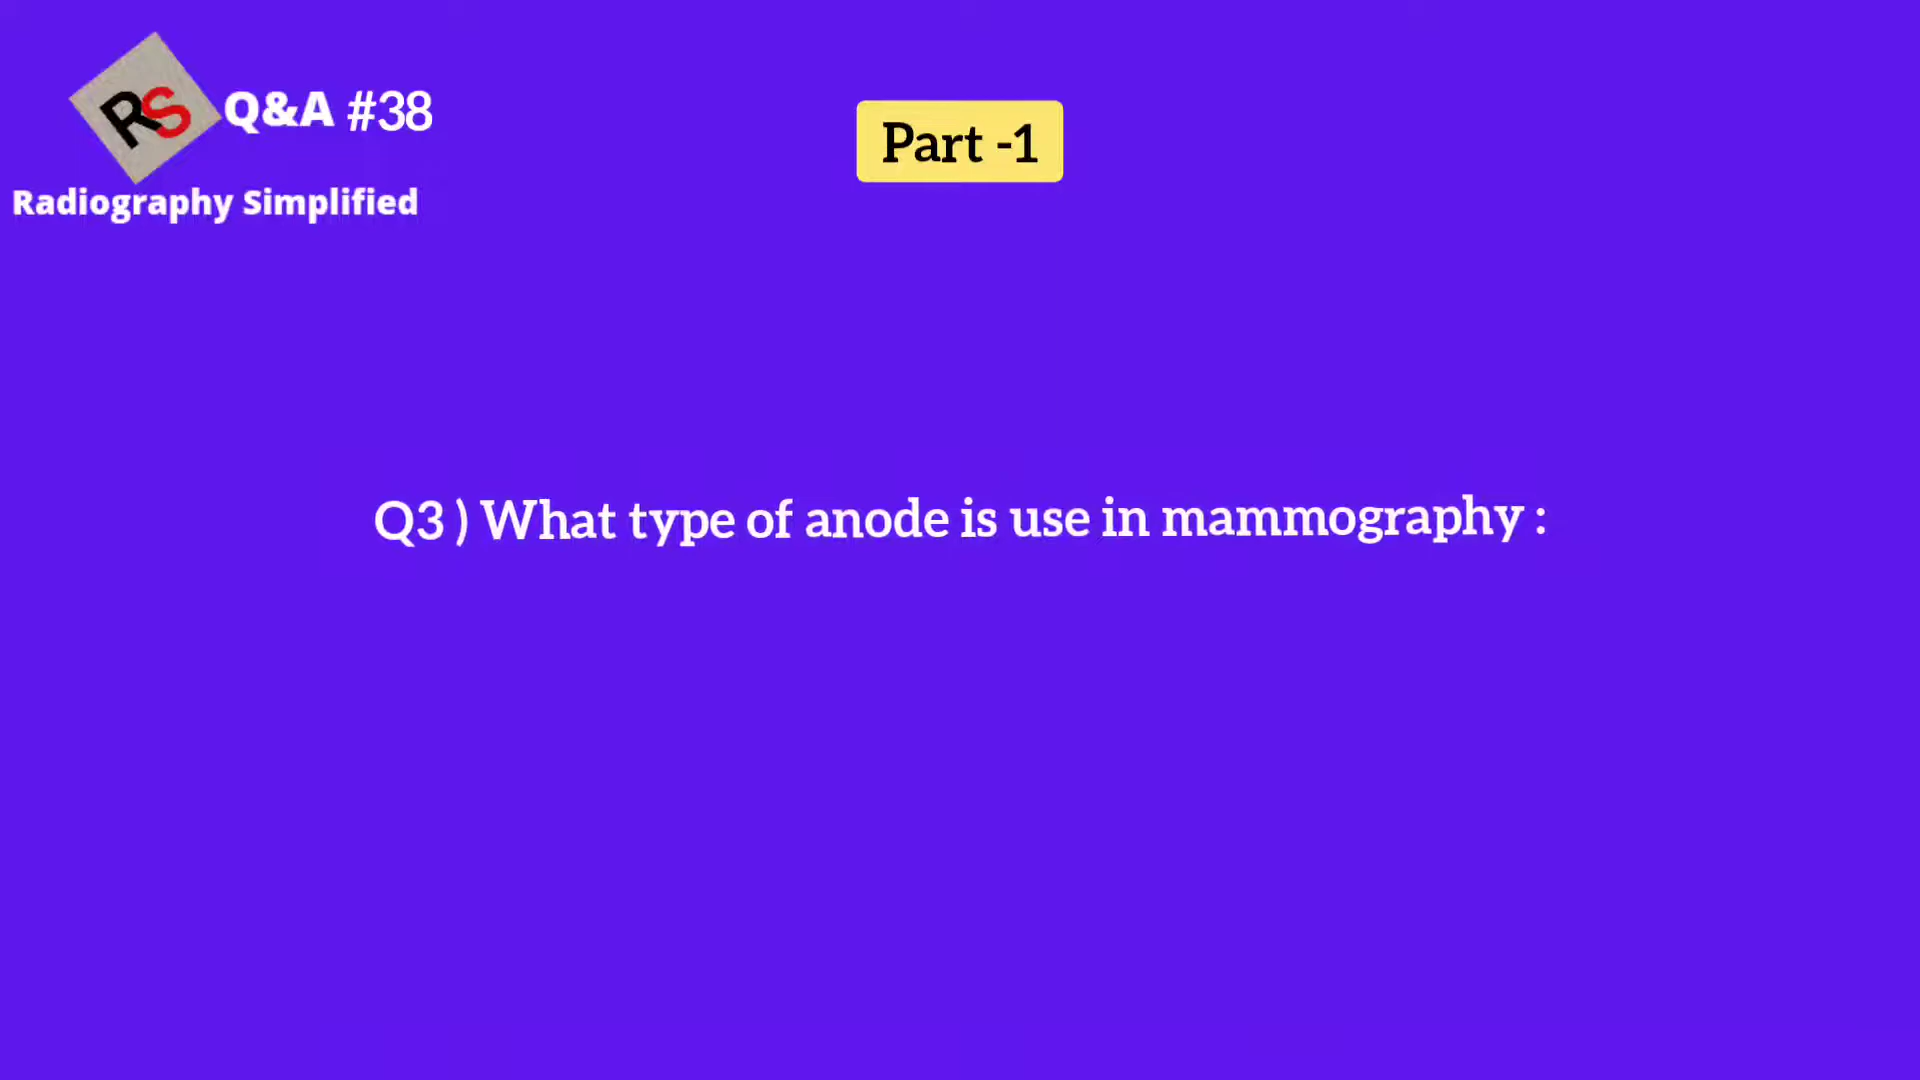 RS Q&A #38
Radiography Simplified
Part -1
Q3 ) What type of anode is use in mammography :